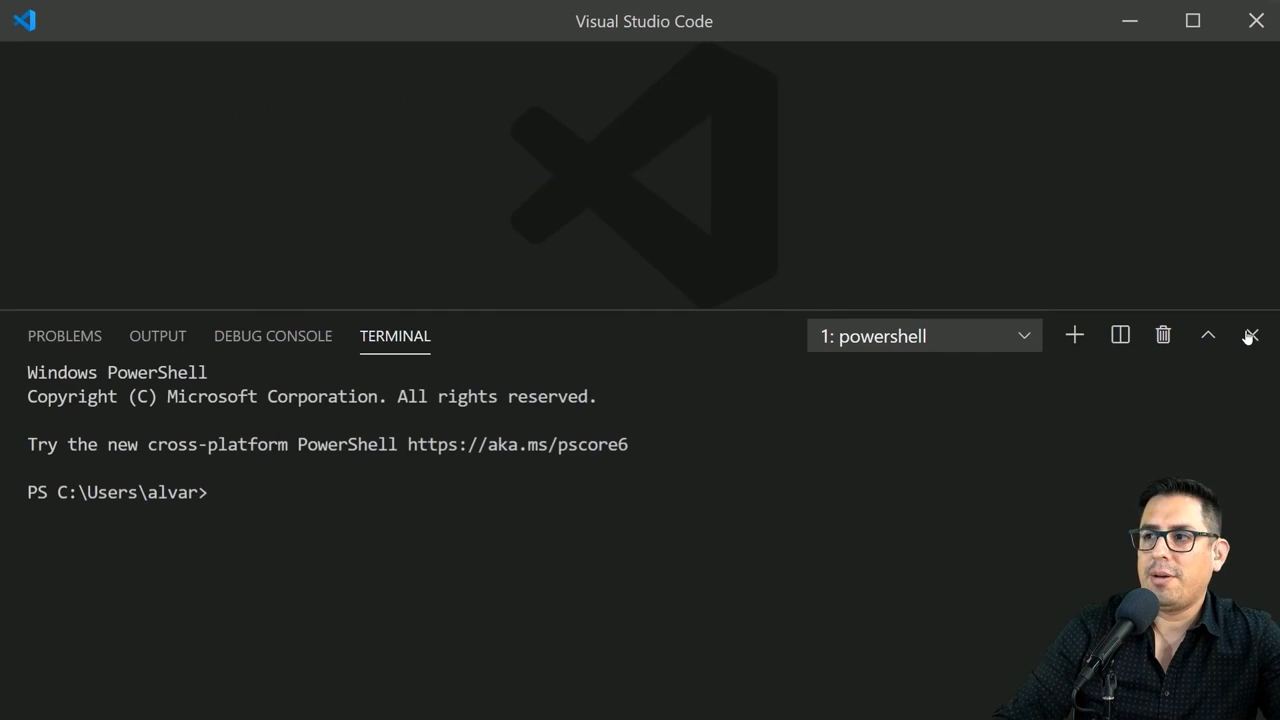 Visual Studio Code
PROBLEMS OUTPUT DEBUG CONSOLE TERMINAL 1: powershell
Windows PowerShell
Copyright (C) Microsoft Corporation. All rights reserved.
Try the new cross-platform PowerShell https://aka.ms/pscore6
PS C:\Users\alvar>